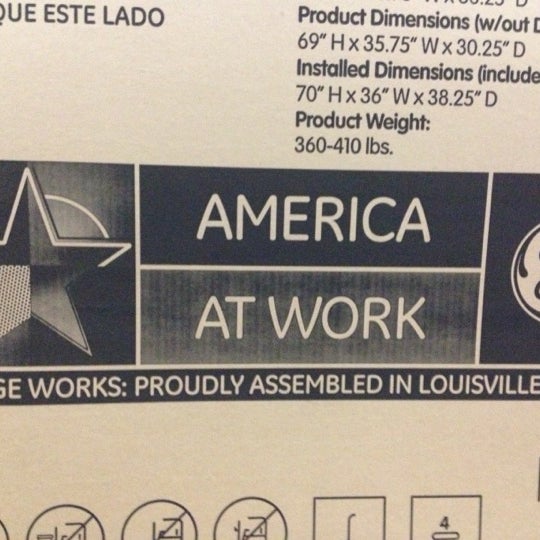 QUE ESTE LADO
Product Dimensions (w/out
69" H x 35.75" W x 30.25" D
Installed Dimensions (include
70" H x 36" W x 38.25" D
Product Weight:
360-410 lbs.
AMERICA
AT WORK
GE WORKS: PROUDLY ASSEMBLED IN LOUISVILLE
4